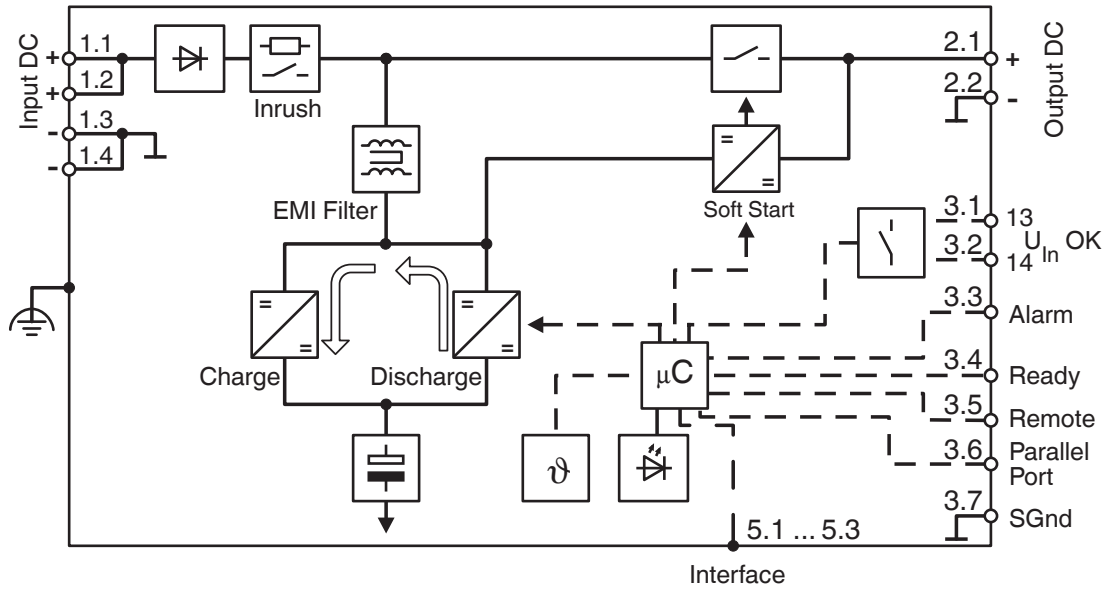 Input DC
+ 1.1
+ 1.2
- 1.3
- 1.4
Inrush
EMI Filter
Charge
Discharge
Soft Start
µC
ϑ
2.1 +
2.2 -
Output DC
3.1 13
3.2 14
U In OK
3.3 Alarm
3.4 Ready
3.5 Remote
3.6 Parallel
Port
3.7 SGnd
5.1 ... 5.3
Interface